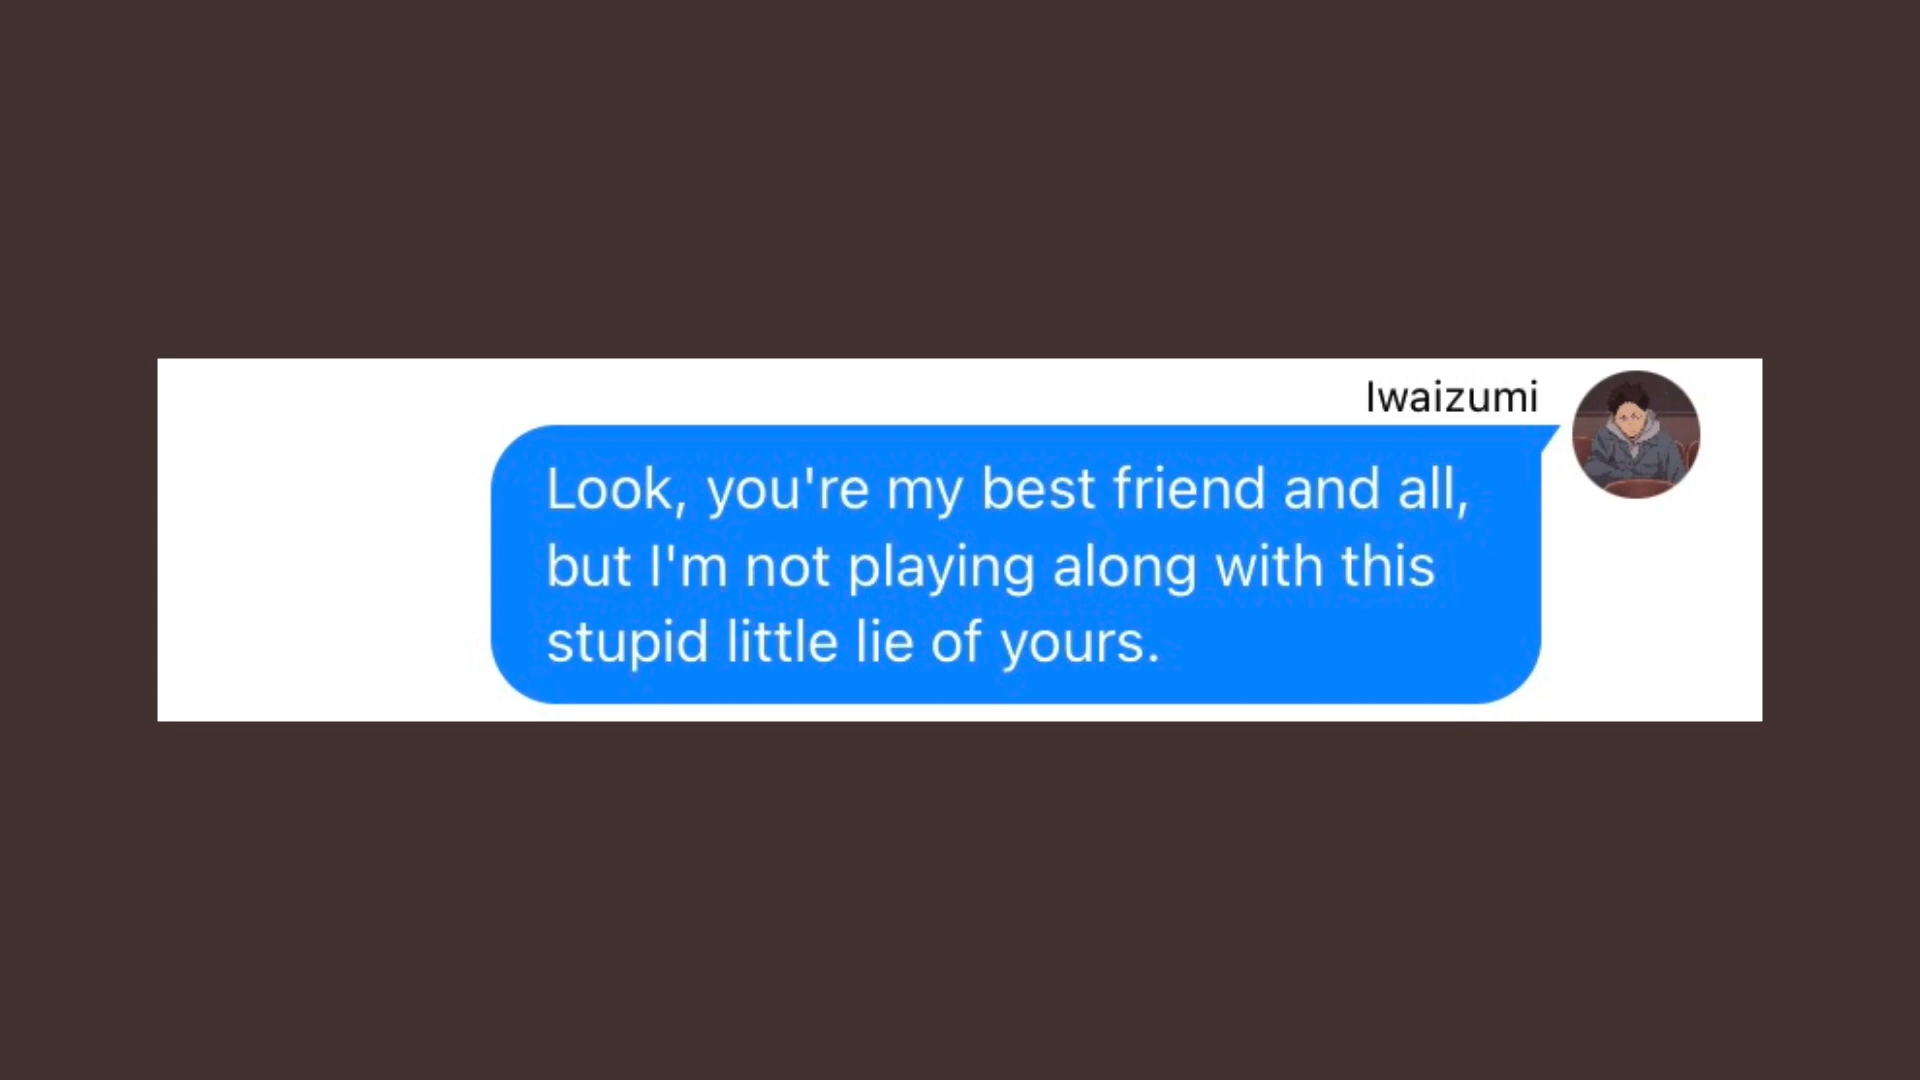 Iwaizumi
Look, you're my best friend and all,
but I'm not playing along with this
stupid little lie of yours.